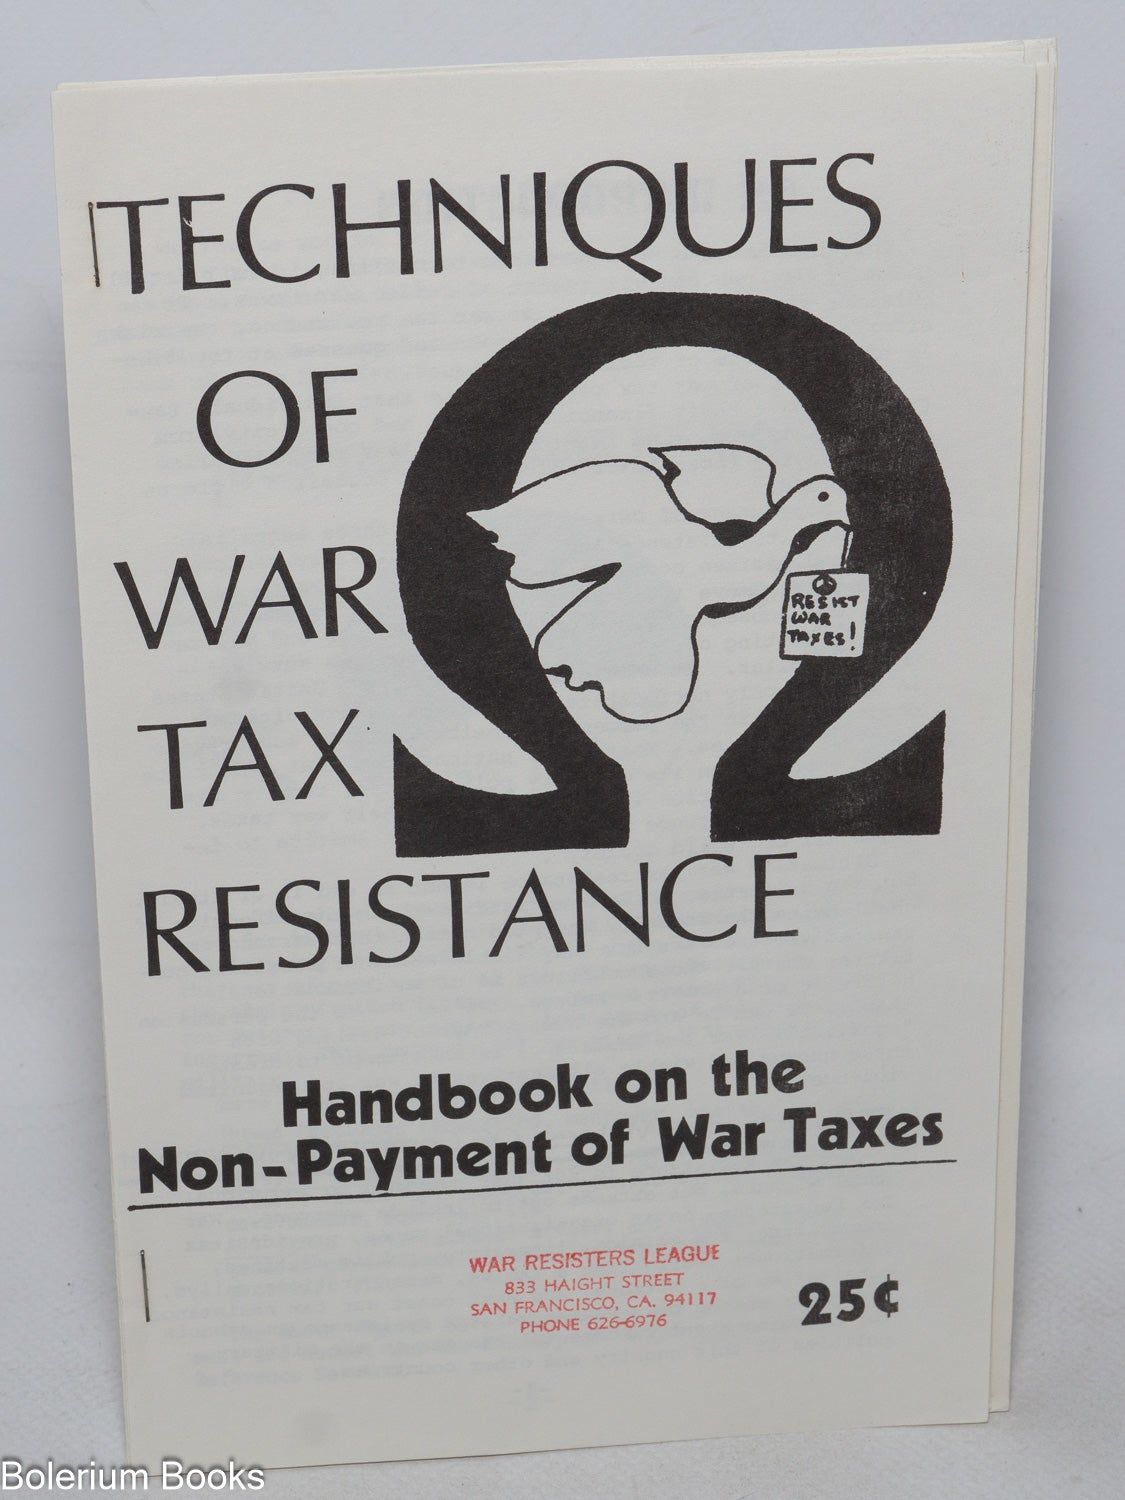 TECHNIQUES
OF
WAR
TAX
RESISTANCE
RESIST
WAR
TAXES!
Handbook on the
Non-Payment of War Taxes
WAR RESISTERS LEAGUE
833 HAIGHT STREET
SAN FRANCISCO, CA. 94117
PHONE 626-6976
25¢
Bolerium Books